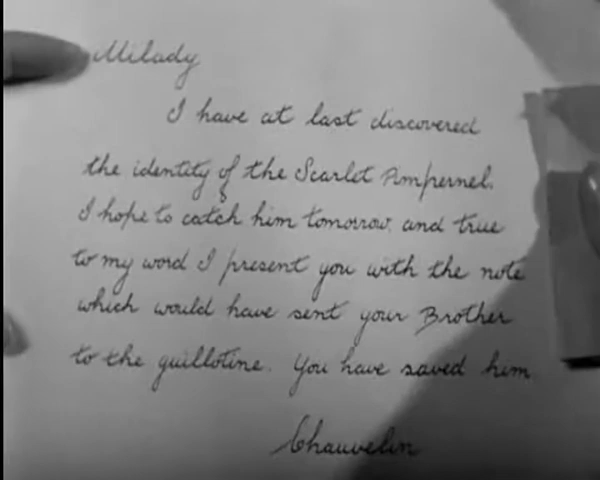 Milady
I have at last discovered
the identity of the Scarlet Pimpernel.
I hope to catch him tomorrow, and true
to my word I present you with the note
which would have sent your Brother
to the guillotine. You have saved him
Chauvelin